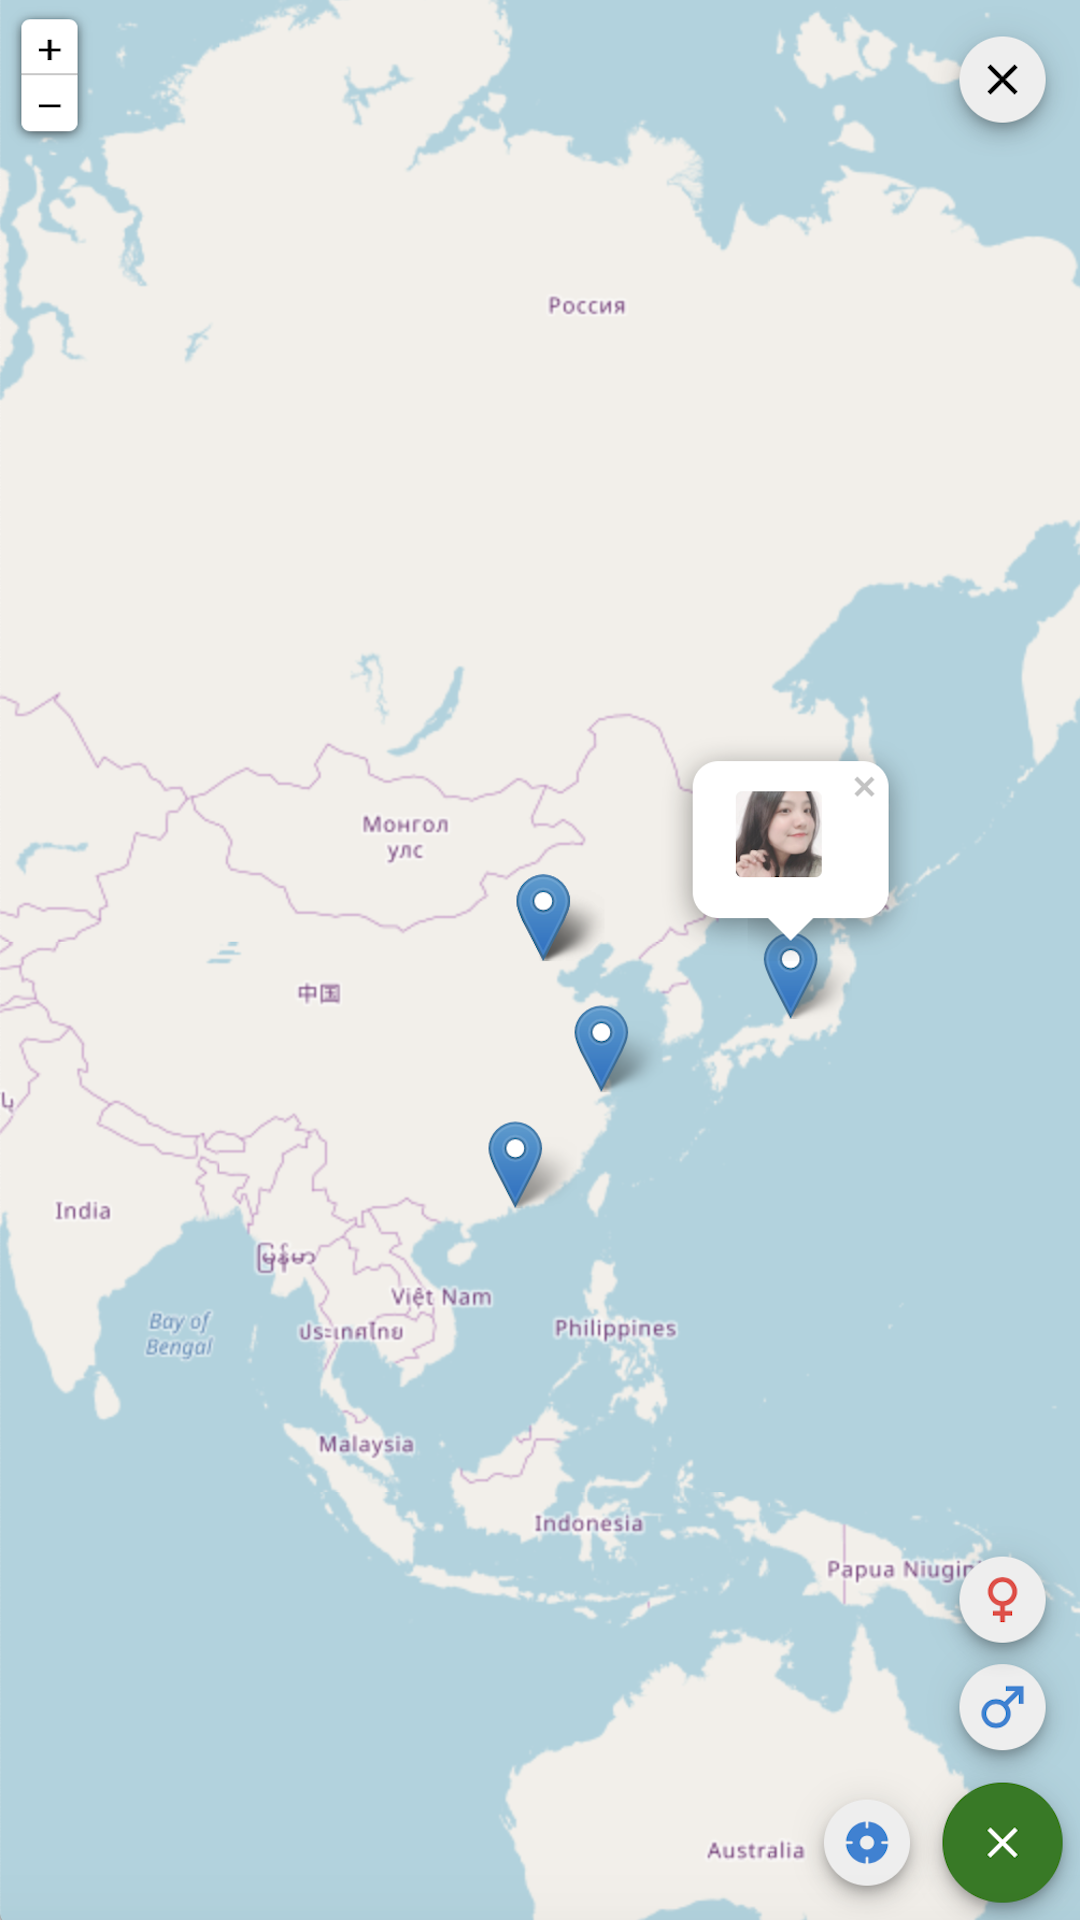 +
−
Россия
Монгол
улс
中国
India
မြန်မာ
Việt Nam
Bay of
Bengal
ประเทศไทย
Philippines
Malaysia
Indonesia
Papua Niugin
Australia